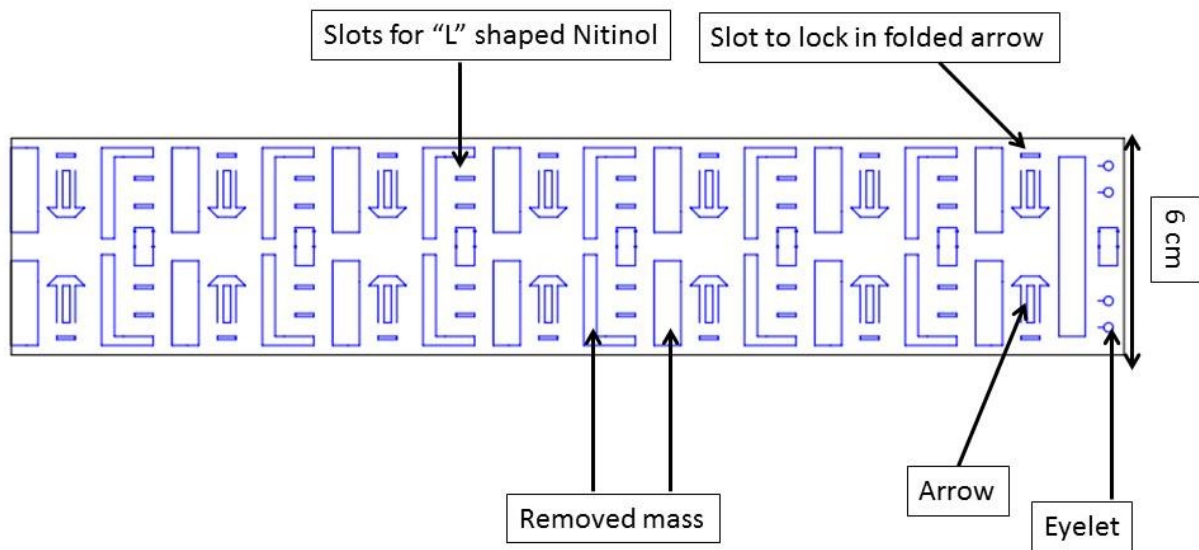 Slots for “L” shaped Nitinol
Slot to lock in folded arrow
6 cm
Removed mass
Arrow
Eyelet